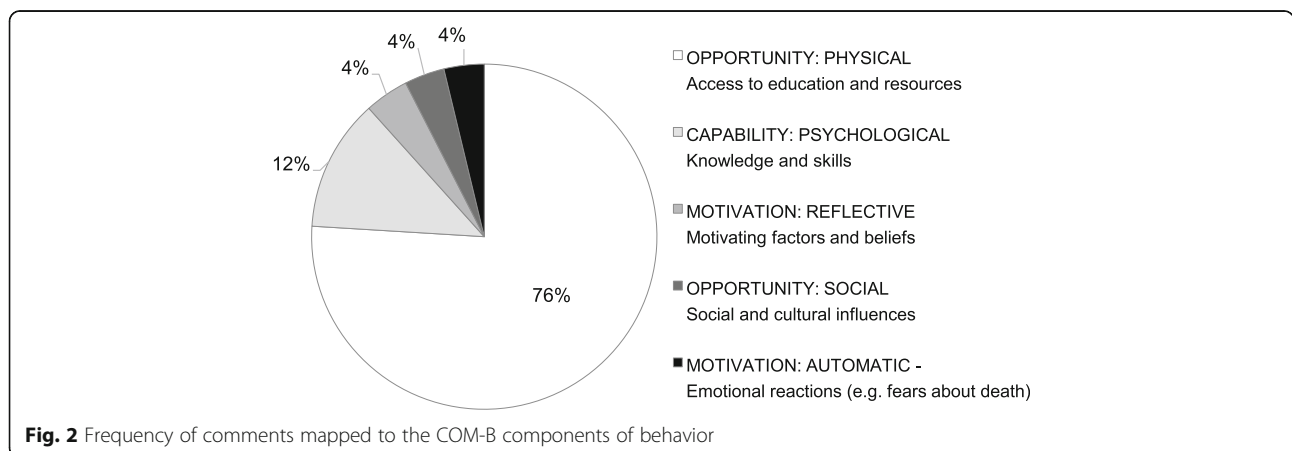 4%
4%
4%
12%
76%
OPPORTUNITY: PHYSICAL
Access to education and resources
CAPABILITY: PSYCHOLOGICAL
Knowledge and skills
MOTIVATION: REFLECTIVE
Motivating factors and beliefs
OPPORTUNITY: SOCIAL
Social and cultural influences
MOTIVATION: AUTOMATIC -
Emotional reactions (e.g. fears about death)
Fig. 2 Frequency of comments mapped to the COM-B components of behavior